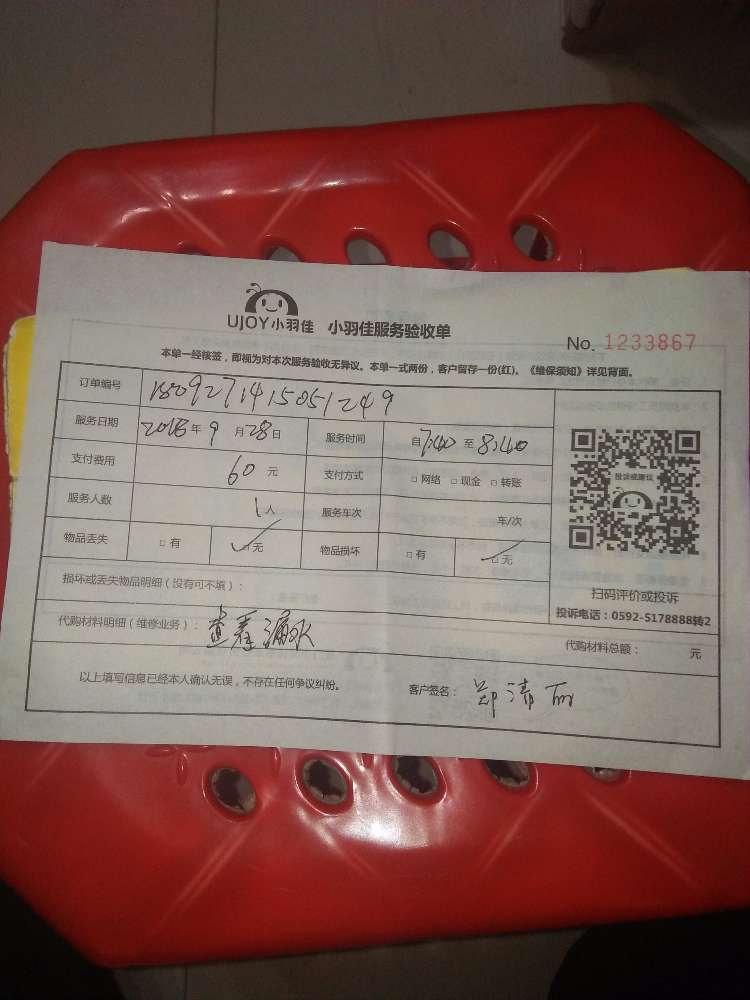 UJOY小羽佳 小羽佳服务验收单
No. 1233867
本单一经核签，即视为对本次服务验收无异议。本单一式两份，客户留存一份(红)。《维保须知》详见背面。
订单编号 180927141505​1249
服务日期 2018年9月28日 服务时间 自7:40至8:40
支付费用 60元 支付方式 □网络 □现金 □转账
服务人数 1人 服务车次 车/次
物品丢失 □有 ✓□无 物品损坏 □有 ✓□无
投诉或建议
扫码评价或投诉
投诉电话：0592-5178888转2
损坏或丢失物品明细（没有可不填）：
代购材料明细（维修业务）：查看漏水 代购材料总额： 元
以上填写信息已经本人确认无误，不存在任何争议纠纷。 客户签名：郑清